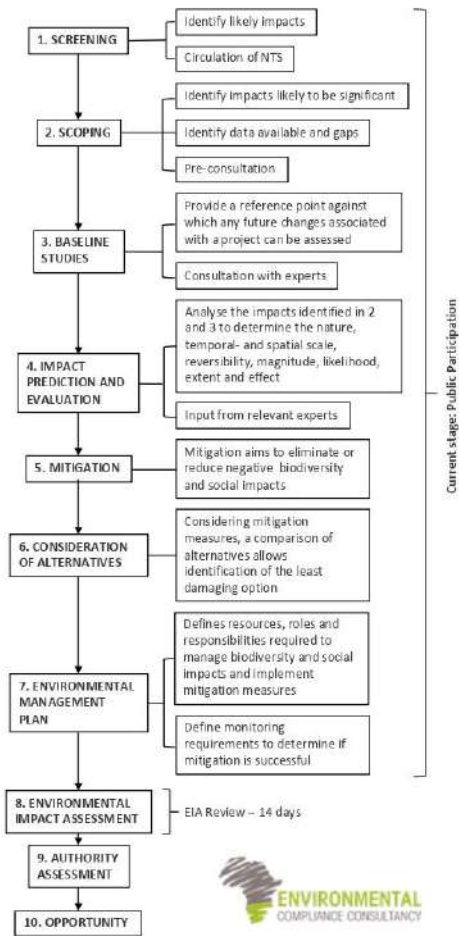 1. SCREENING
Identify likely impacts
Circulation of NTS
2. SCOPING
Identify impacts likely to be significant
Identify data available and gaps
Pre-consultation
3. BASELINE
STUDIES
Provide a reference point against
which any future changes associated
with a project can be assessed
Consultation with experts
4. IMPACT
PREDICTION AND
EVALUATION
Analyse the impacts identified in 2
and 3 to determine the nature,
temporal- and spatial scale,
reversibility, magnitude, likelihood,
extent and effect
Input from relevant experts
5. MITIGATION
Mitigation aims to eliminate or
reduce negative biodiversity
and social impacts
6. CONSIDERATION
OF ALTERNATIVES
Considering mitigation
measures, a comparison of
alternatives allows
identification of the least
damaging option
7. ENVIRONMENTAL
MANAGEMENT
PLAN
Defines resources, roles and
responsibilities required to
manage biodiversity and social
impacts and implement
mitigation measures
Define monitoring
requirements to determine if
mitigation is successful
Current stage: Public Participation
8. ENVIRONMENTAL
IMPACT ASSESSMENT
EIA Review – 14 days
9. AUTHORITY
ASSESSMENT
10. OPPORTUNITY
ENVIRONMENTAL
COMPLIANCE CONSULTANCY